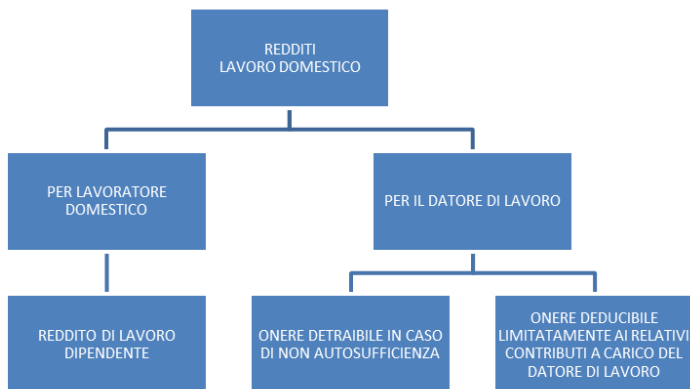 REDDITI
LAVORO DOMESTICO
PER LAVORATORE
DOMESTICO
PER IL DATORE DI LAVORO
REDDITO DI LAVORO
DIPENDENTE
ONERE DETRAIBILE IN CASO
DI NON AUTOSUFFICIENZA
ONERE DEDUCIBILE
LIMITATAMENTE AI RELATIVI
CONTRIBUTI A CARICO DEL
DATORE DI LAVORO